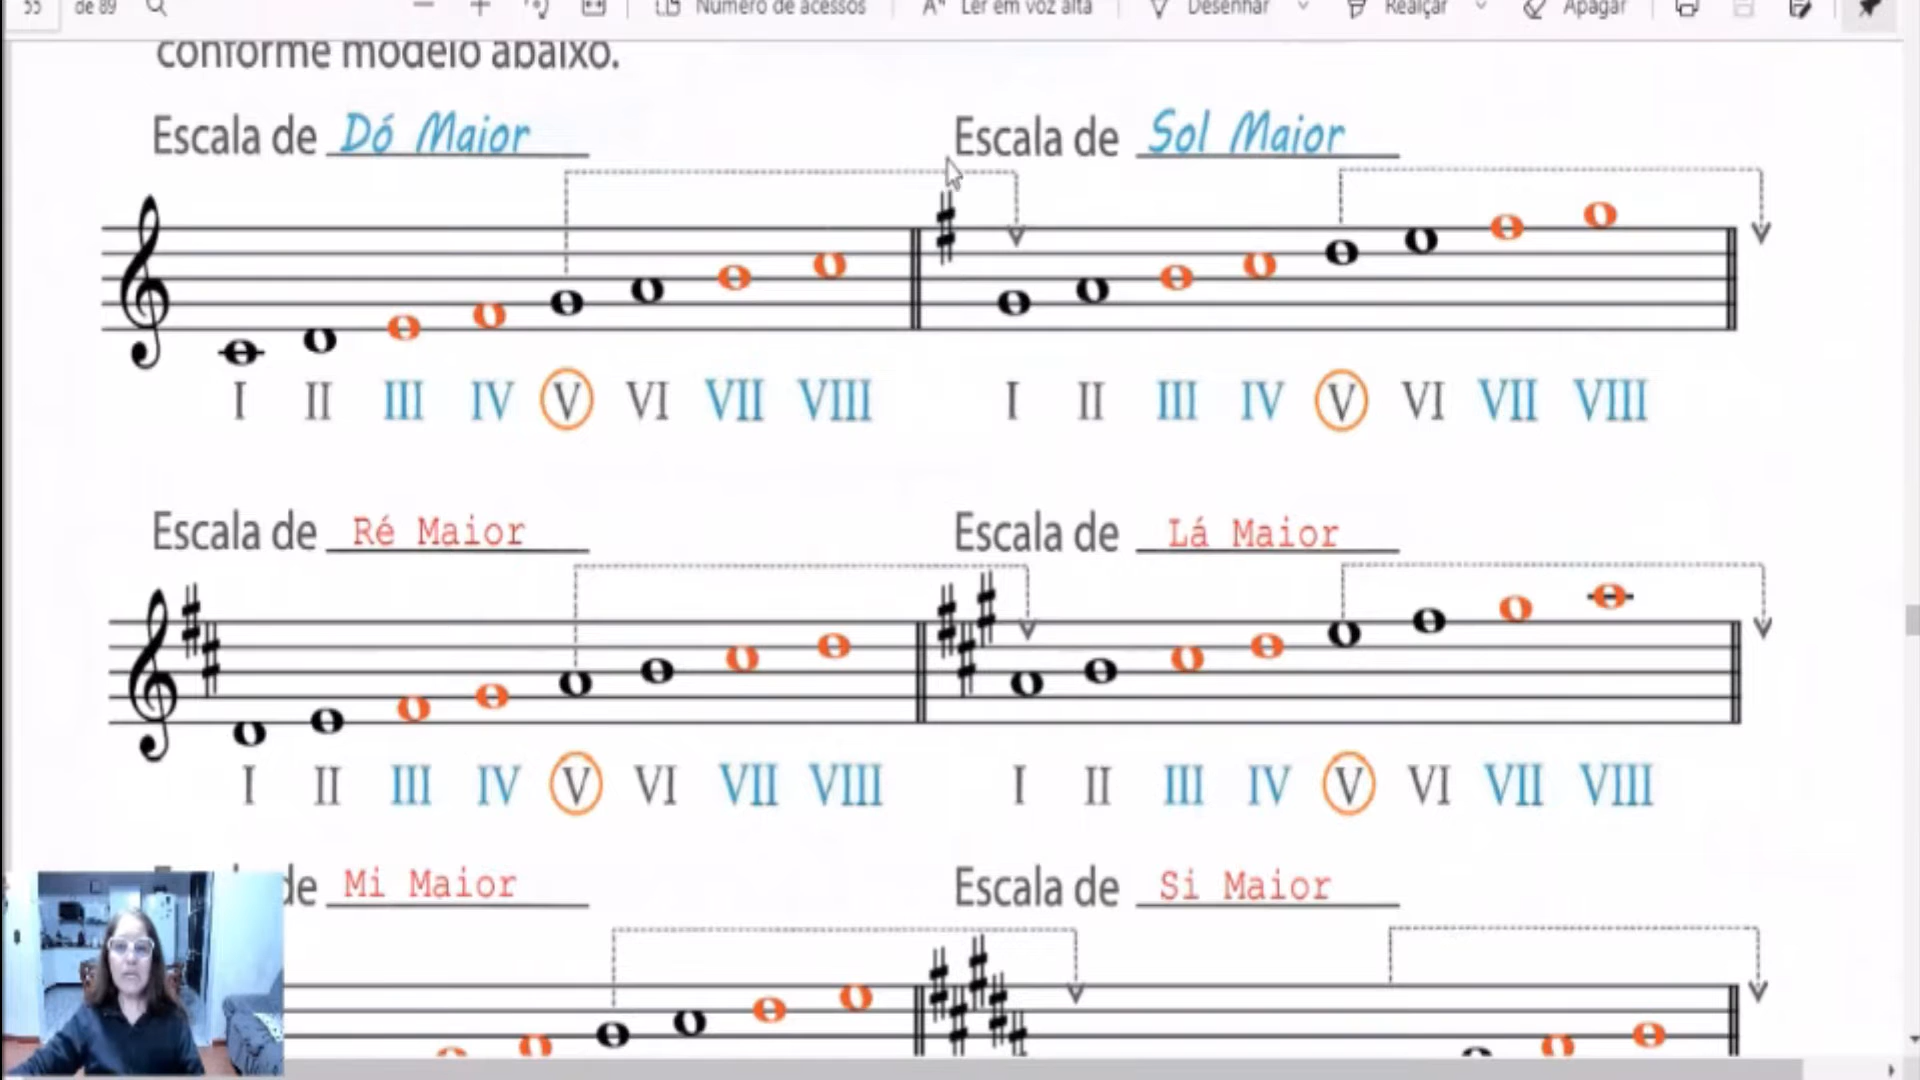 55 de 89 Número de acessos Ler em voz alta Desenhar Realçar Apagar
conforme modelo abaixo.
Escala de Dó Maior Escala de Sol Maior
I II III IV V VI VII VIII I II III IV V VI VII VIII
Escala de Ré Maior Escala de Lá Maior
I II III IV V VI VII VIII I II III IV V VI VII VIII
de Mi Maior Escala de Si Maior